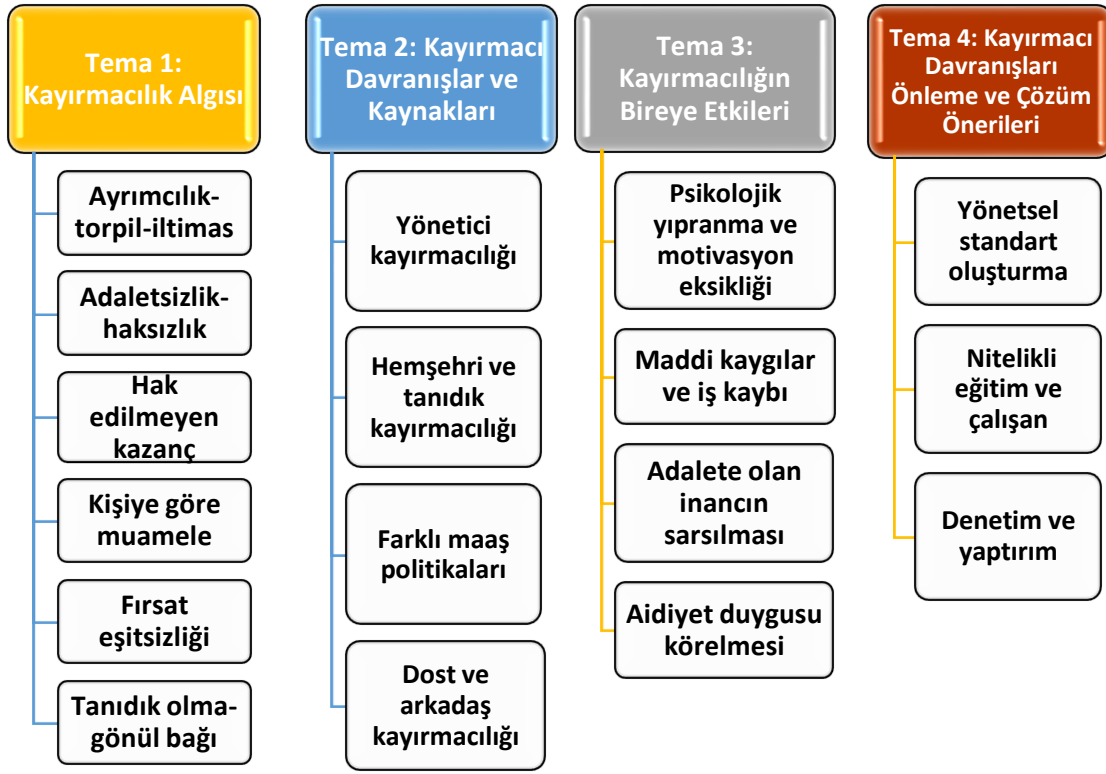 Tema 1:
Kayırmacılık Algısı
Ayrımcılık-
torpil-iltimas
Adaletsizlik-
haksızlık
Hak
edilmeyen
kazanç
Kişiye göre
muamele
Fırsat
eşitsizliği
Tanıdık olma-
gönül bağı
Tema 2: Kayırmacı
Davranışlar ve
Kaynakları
Yönetici
kayırmacılığı
Hemşehri ve
tanıdık
kayırmacılığı
Farklı maaş
politikaları
Dost ve
arkadaş
kayırmacılığı
Tema 3:
Kayırmacılığın
Bireye Etkileri
Psikolojik
yıpranma ve
motivasyon
eksikliği
Maddi kaygılar
ve iş kaybı
Adalete olan
inancın
sarsılması
Aidiyet duygusu
körelmesi
Tema 4: Kayırmacı
Davranışları
Önleme ve Çözüm
Önerileri
Yönetsel
standart
oluşturma
Nitelikli
eğitim ve
çalışan
Denetim ve
yaptırım